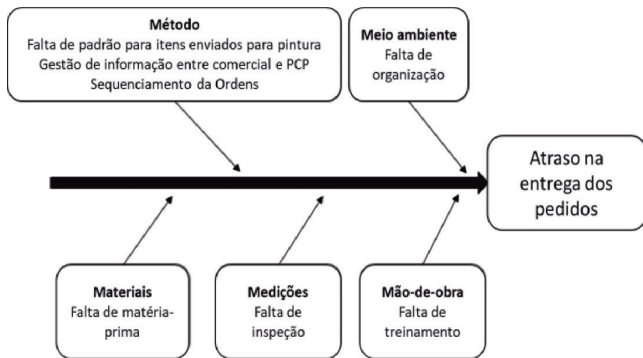 Método
Falta de padrão para itens enviados para pintura
Gestão de informação entre comercial e PCP
Sequenciamento da Ordens
Meio ambiente
Falta de
organização
Atraso na
entrega dos
pedidos
Materiais
Falta de matéria-
prima
Medições
Falta de
inspeção
Mão-de-obra
Falta de
treinamento